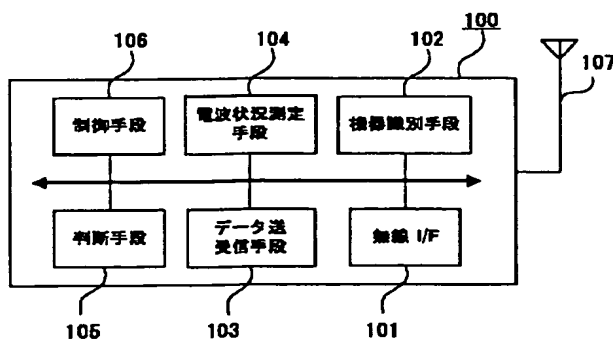 106
104
102
100
107
制御手段
電波状況測定
手段
機器識別手段
判断手段
データ送
受信手段
無線 I/F
105
103
101